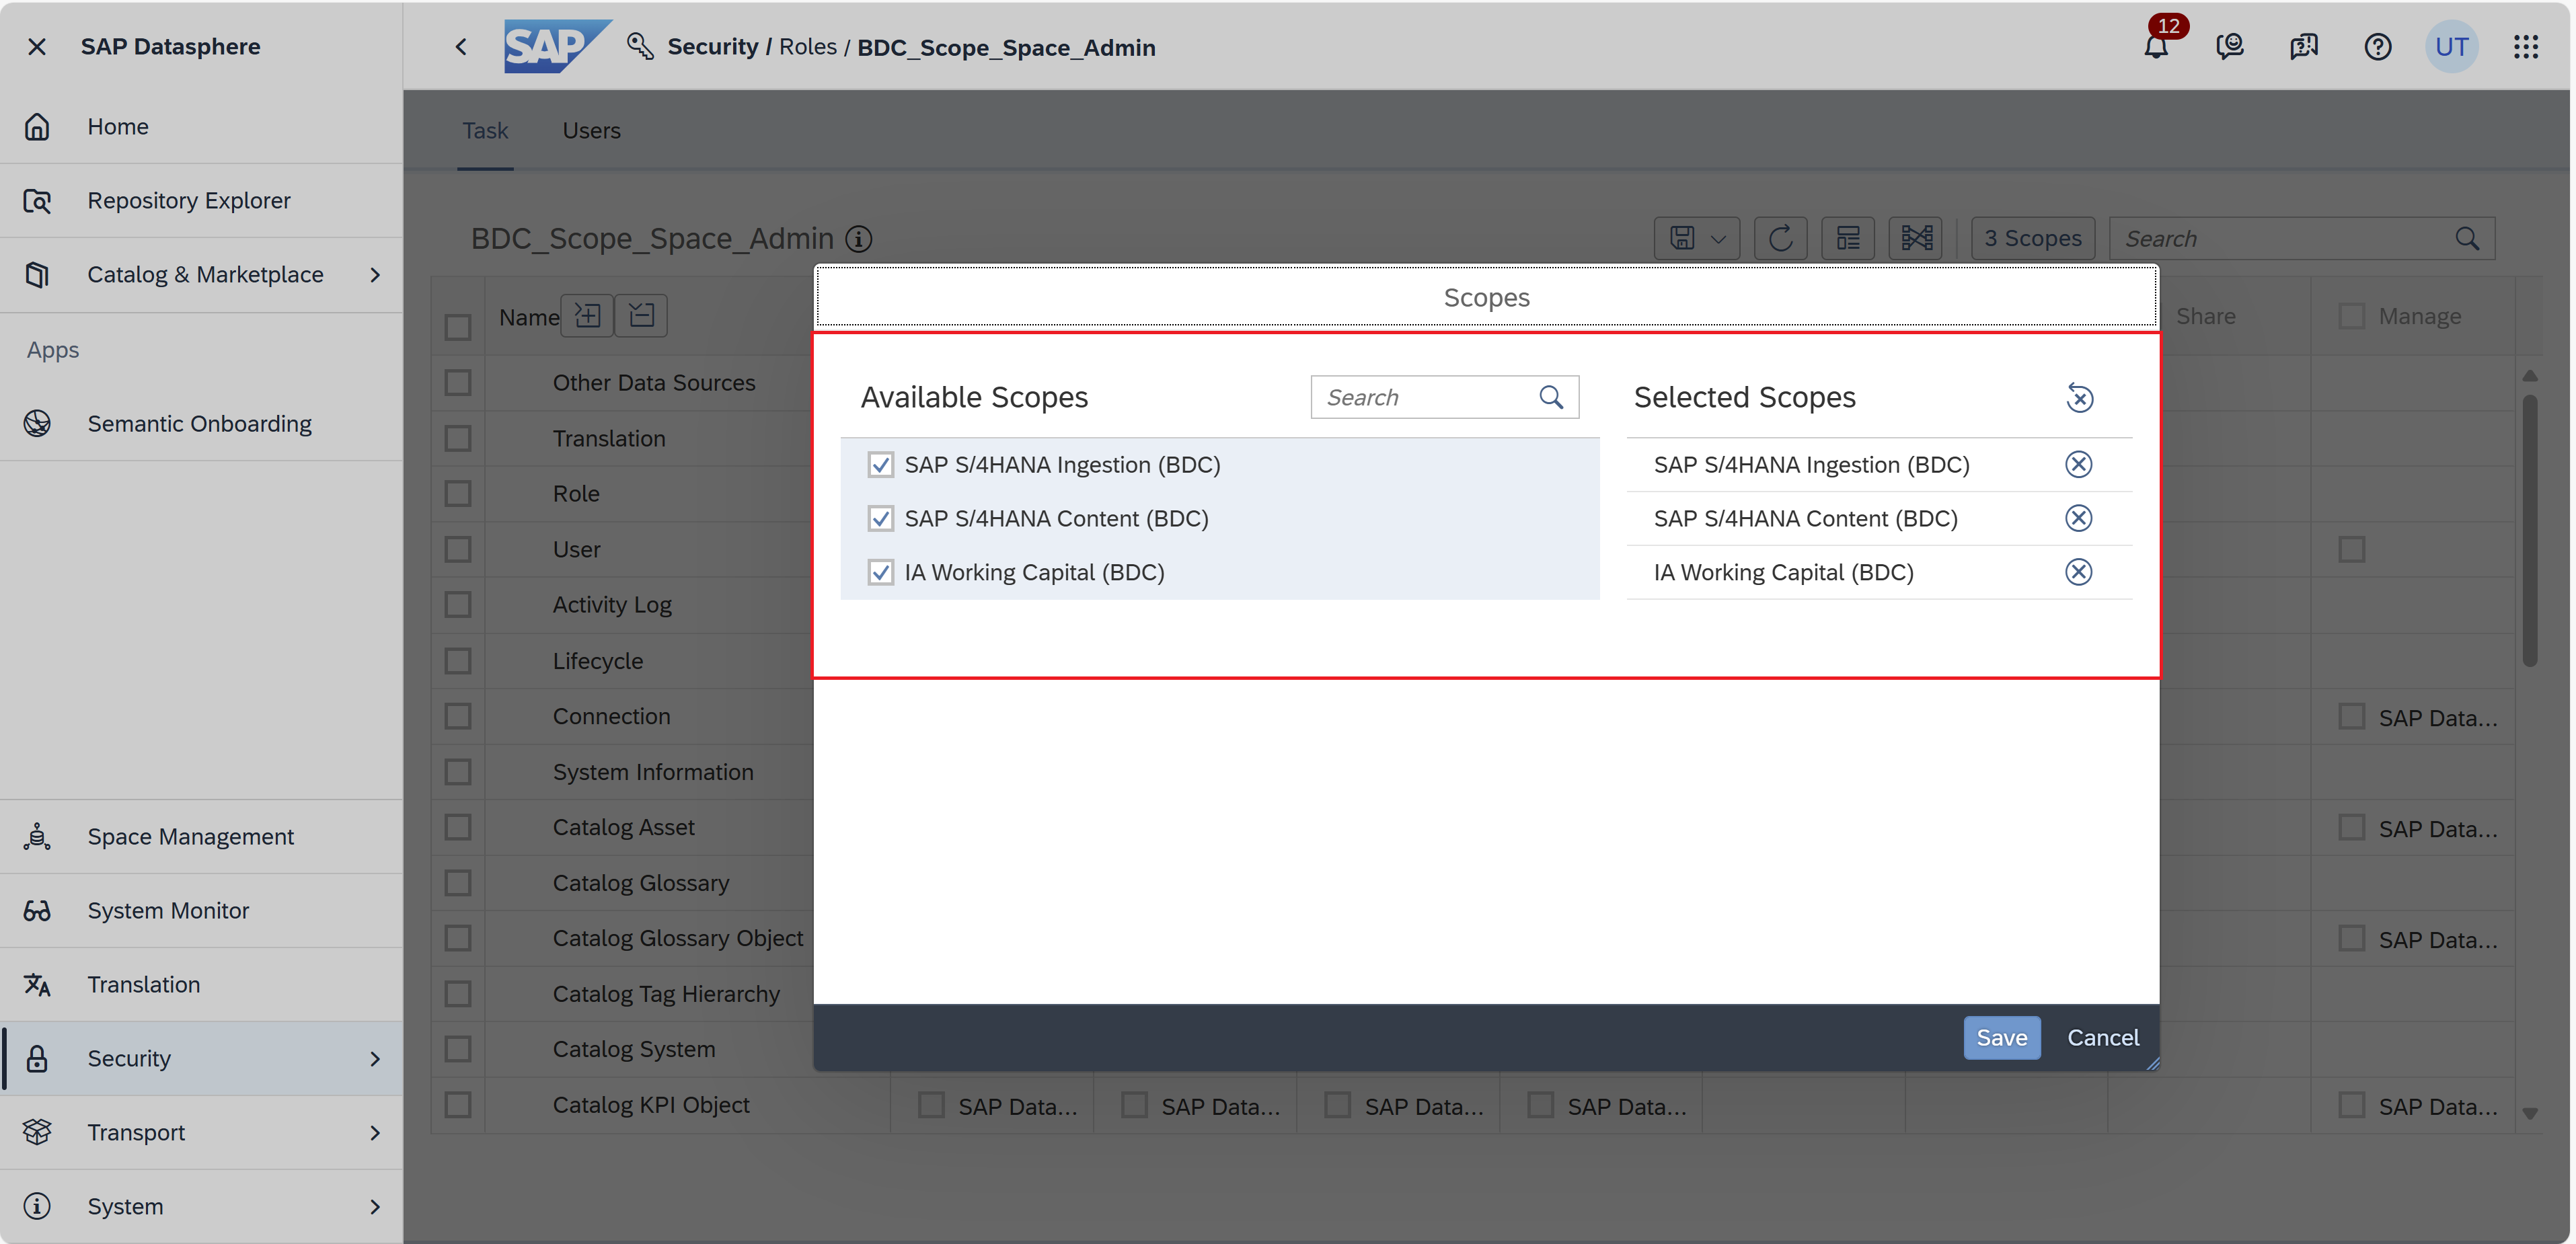 SAP Datasphere
SAP
Security / Roles / BDC_Scope_Space_Admin
12
UT
Home
Repository Explorer
Catalog & Marketplace
Apps
Semantic Onboarding
Space Management
System Monitor
Translation
Security
Transport
System
Task
Users
BDC_Scope_Space_Admin
3 Scopes
Search
Name
Share
Manage
Other Data Sources
Translation
Role
User
Activity Log
Lifecycle
Connection
SAP Data...
System Information
Catalog Asset
SAP Data...
Catalog Glossary
Catalog Glossary Object
SAP Data...
Catalog Tag Hierarchy
Catalog System
Catalog KPI Object
SAP Data...
SAP Data...
SAP Data...
SAP Data...
SAP Data...
Scopes
Available Scopes
Search
SAP S/4HANA Ingestion (BDC)
SAP S/4HANA Content (BDC)
IA Working Capital (BDC)
Selected Scopes
SAP S/4HANA Ingestion (BDC)
SAP S/4HANA Content (BDC)
IA Working Capital (BDC)
Save
Cancel